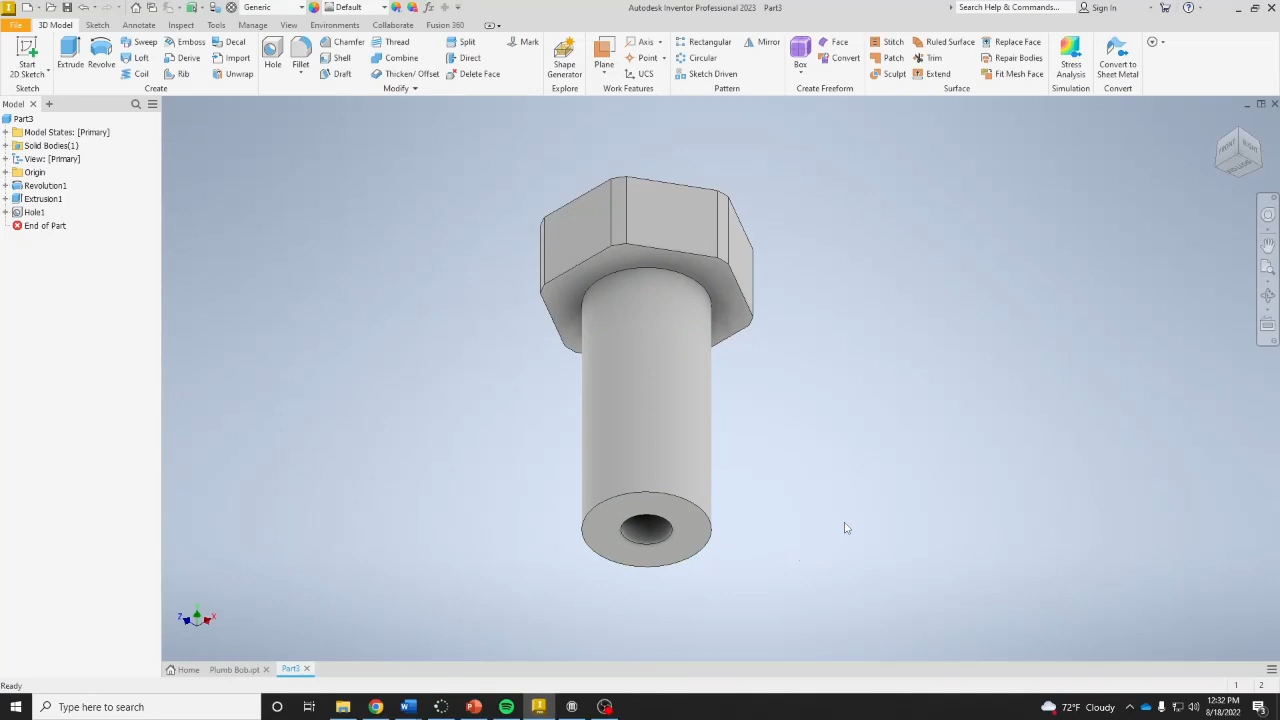 Generic
Default
Autodesk Inventor Professional 2023 Part3
Search Help & Commands...
Sign In
File
3D Model
Sketch
Annotate
Inspect
Tools
Manage
View
Environments
Collaborate
Fusion 360
Start
2D Sketch
Sketch
Extrude
Revolve
Sweep
Loft
Coil
Emboss
Derive
Rib
Decal
Import
Unwrap
Create
Hole
Fillet
Chamfer
Shell
Draft
Thread
Combine
Thicken/ Offset
Split
Direct
Delete Face
Mark
Modify
Shape
Generator
Explore
Plane
Axis
Point
UCS
Work Features
Rectangular
Circular
Sketch Driven
Mirror
Pattern
Box
Face
Convert
Create Freeform
Stitch
Patch
Sculpt
Ruled Surface
Trim
Extend
Replace Face
Repair Bodies
Fit Mesh Face
Surface
Stress
Analysis
Simulation
Convert to
Sheet Metal
Convert
Model
Part3
Model States: [Primary]
Solid Bodies(1)
View: [Primary]
Origin
Revolution1
Extrusion1
Hole1
End of Part
FRONT
RIGHT
Z
X
Home
Plumb Bob.ipt
Part3
Ready
1
2
Type here to search
72°F Cloudy
12:32 PM
8/18/2022